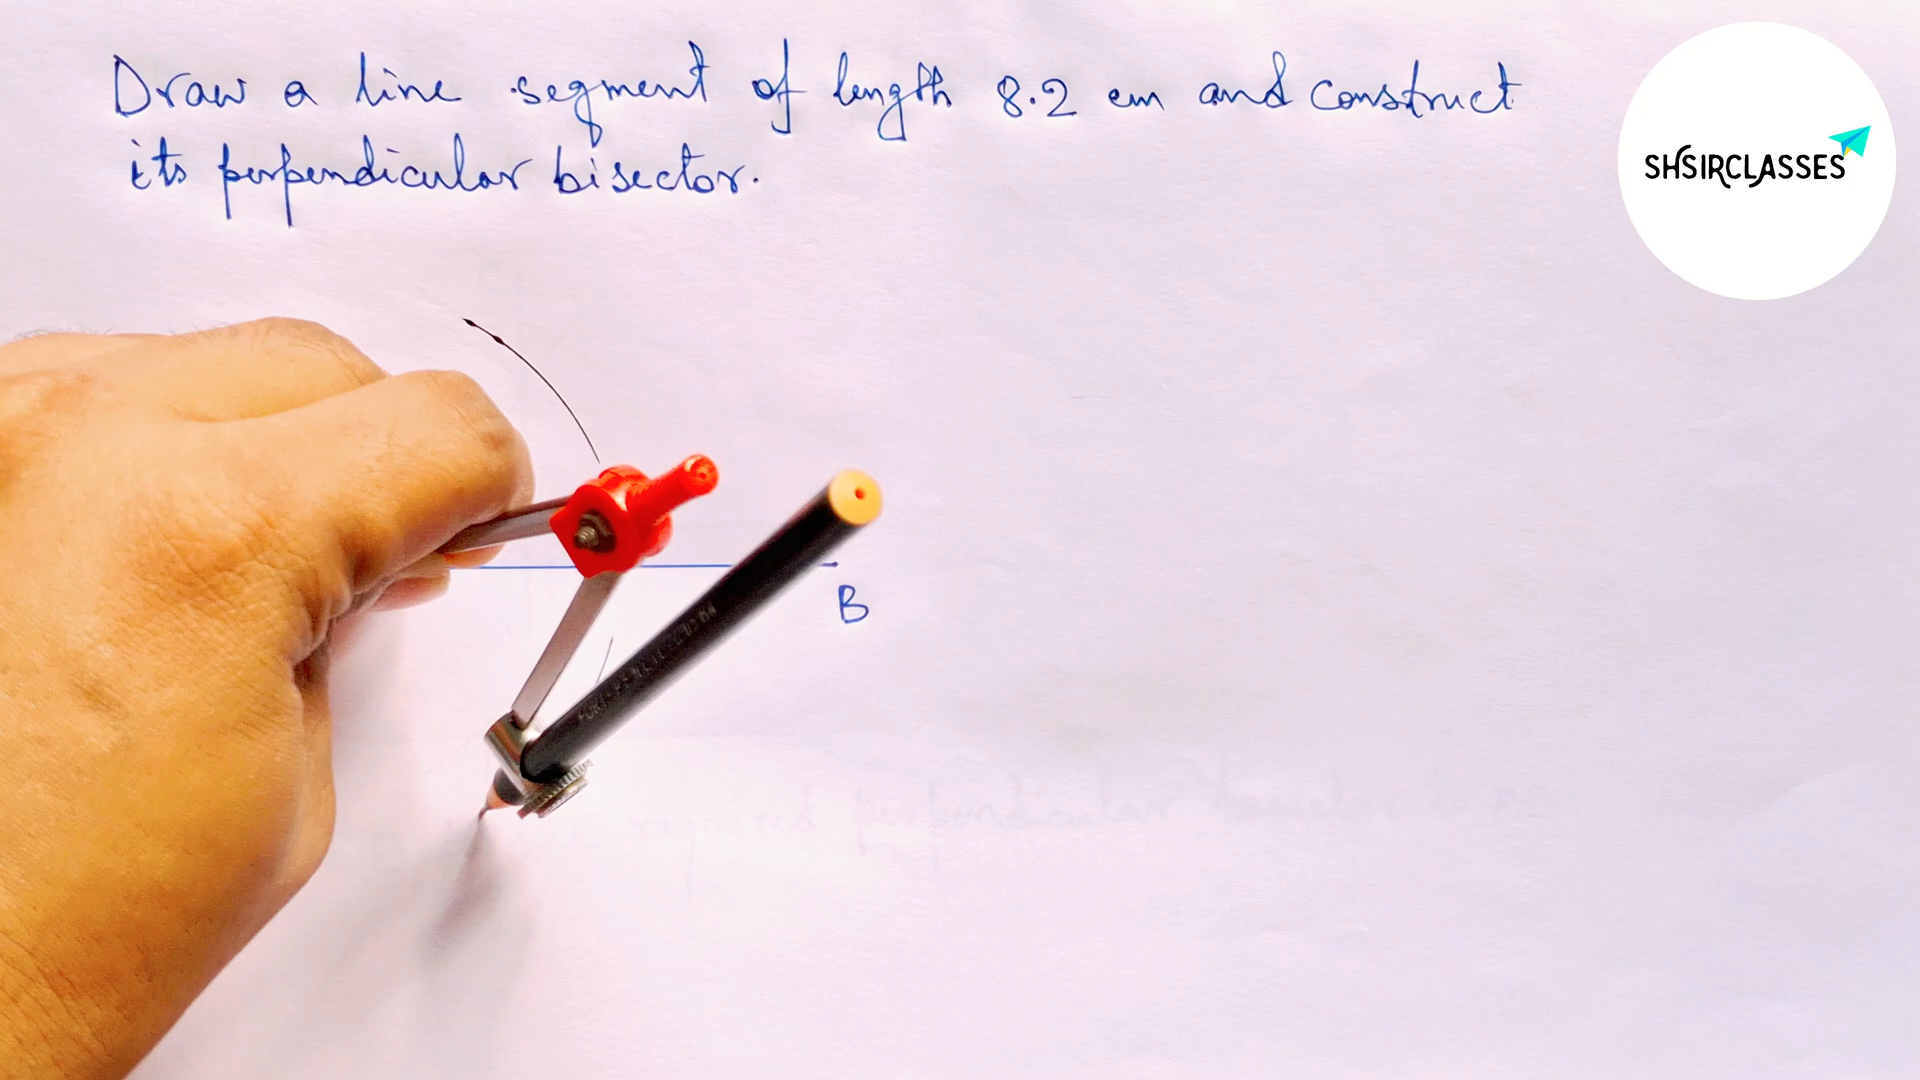 Draw a line segment of length 8.2 cm and construct
its perpendicular bisector.
SHSIRCLASSES
B